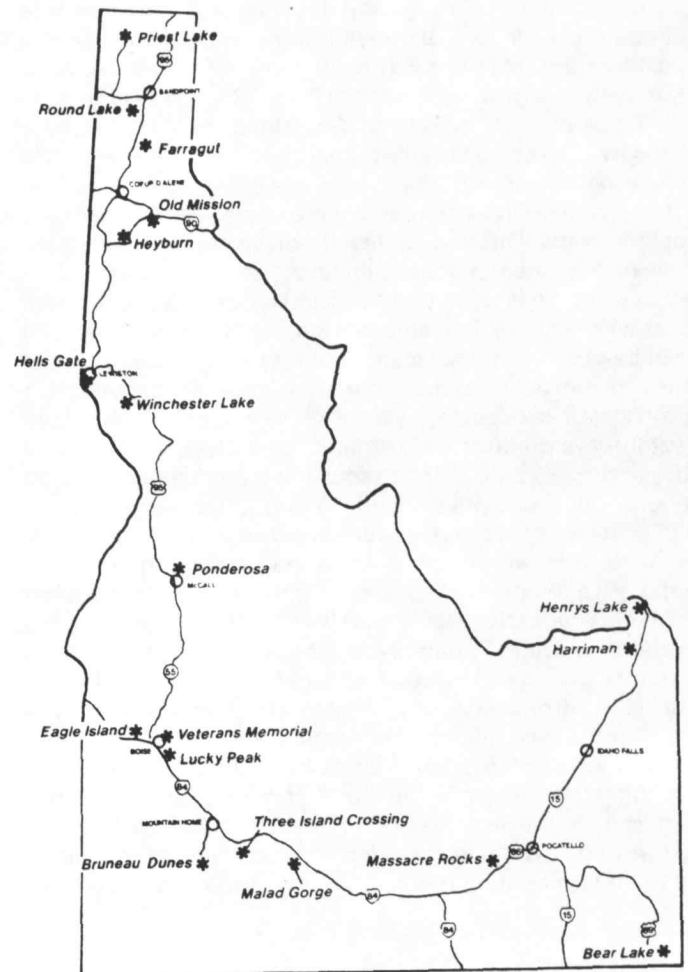 Priest Lake
95
SANDPOINT
Round Lake
Farragut
COEUR D'ALENE
Old Mission
90
Heyburn
Hells Gate
LEWISTON
Winchester Lake
95
Ponderosa
McCALL
Henrys Lake
Harriman
55
Eagle Island
Veterans Memorial
BOISE
Lucky Peak
IDAHO FALLS
84
15
MOUNTAIN HOME
Three Island Crossing
Bruneau Dunes
Massacre Rocks
86
POCATELLO
Malad Gorge
84
84
15
89
Bear Lake